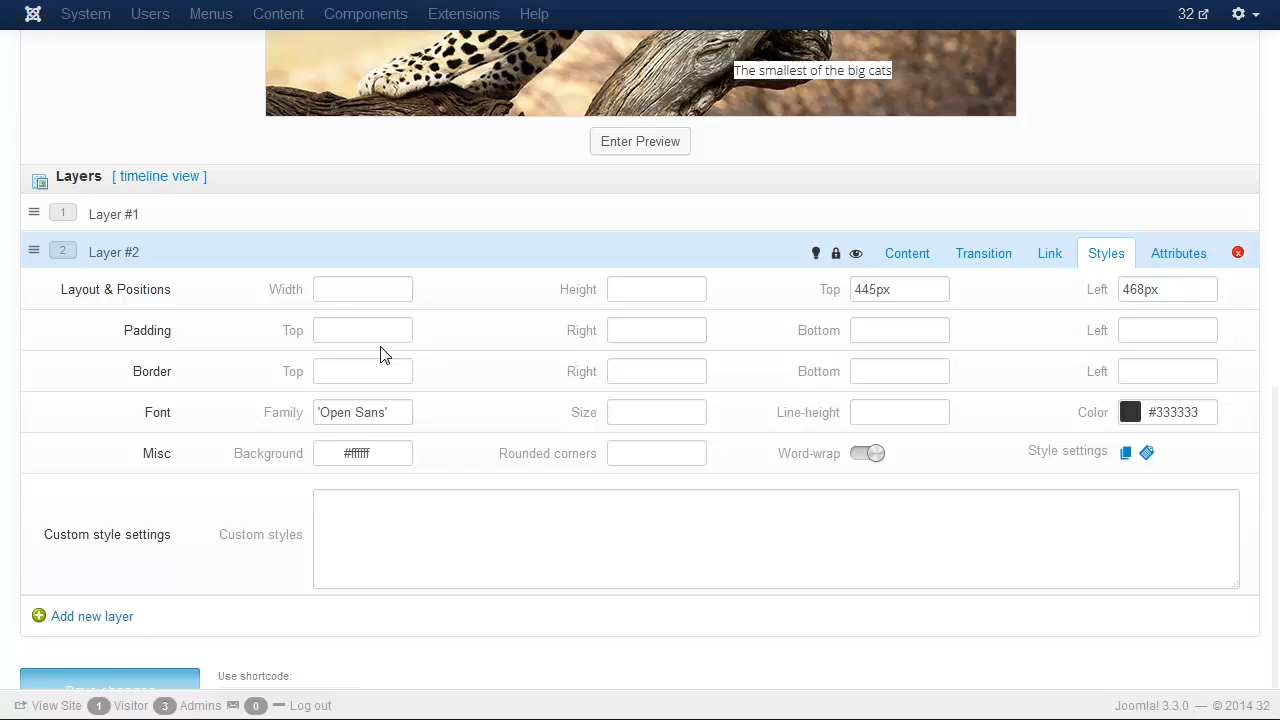 System Users Menus Content Components Extensions Help 32
The smallest of the big cats
Enter Preview
Layers [ timeline view ]
1 Layer #1
2 Layer #2 Content Transition Link Styles Attributes x
Layout & Positions Width Height Top 445px Left 468px
Padding Top Right Bottom Left
Border Top Right Bottom Left
Font Family 'Open Sans' Size Line-height Color #333333
Misc Background #ffffff Rounded corners Word-wrap Style settings
Custom style settings Custom styles
Add new layer
Save changes Use shortcode:
View Site 1 Visitor 3 Admins 0 Log out Joomla! 3.3.0 — © 2014 32